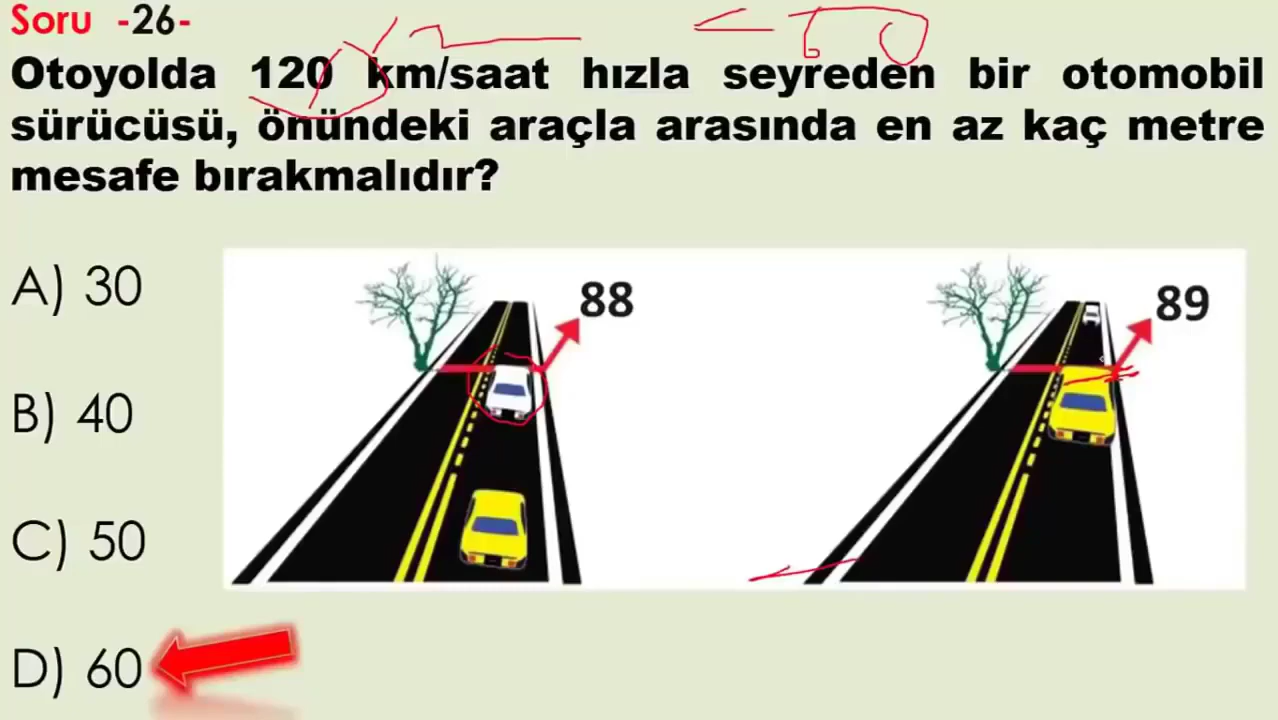 Soru -26-
Otoyolda 120 km/saat hızla seyreden bir otomobil
sürücüsü, önündeki araçla arasında en az kaç metre
mesafe bırakmalıdır?
A) 30
88
89
B) 40
C) 50
D) 60